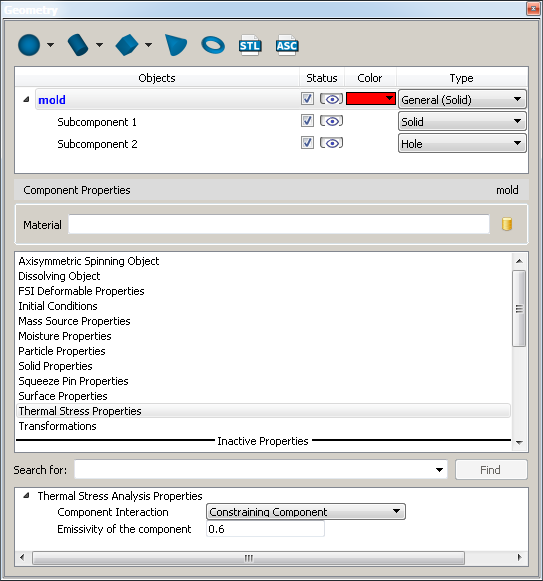 Geometry
STL ASC
Objects Status Color Type
mold General (Solid)
Subcomponent 1 Solid
Subcomponent 2 Hole
Component Properties mold
Material
Axisymmetric Spinning Object
Dissolving Object
FSI Deformable Properties
Initial Conditions
Mass Source Properties
Moisture Properties
Particle Properties
Solid Properties
Squeeze Pin Properties
Surface Properties
Thermal Stress Properties
Transformations
Inactive Properties
Search for: Find
Thermal Stress Analysis Properties
Component Interaction Constraining Component
Emissivity of the component 0.6